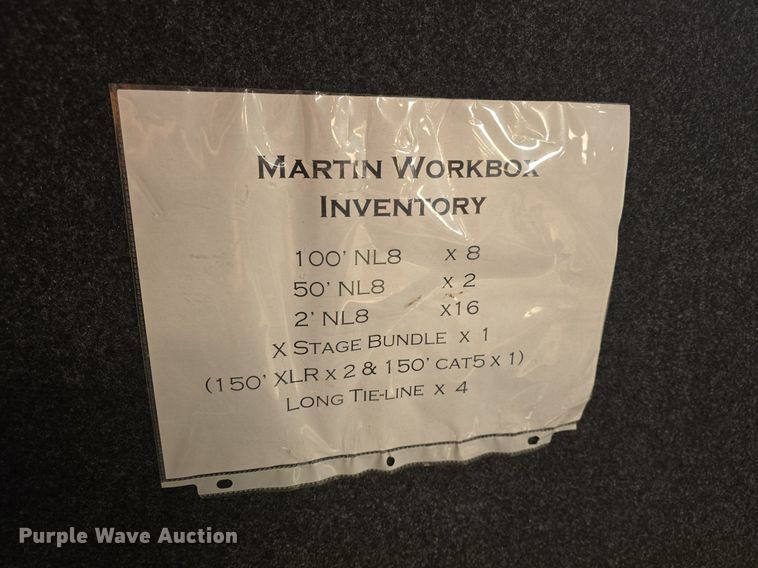 MARTIN WORKBOX
INVENTORY
100' NL8 X 8
50' NL8 X 2
2' NL8 X16
X STAGE BUNDLE X 1
(150' XLR X 2 & 150' CAT5 X 1)
LONG TIE-LINE X 4
Purple Wave Auction